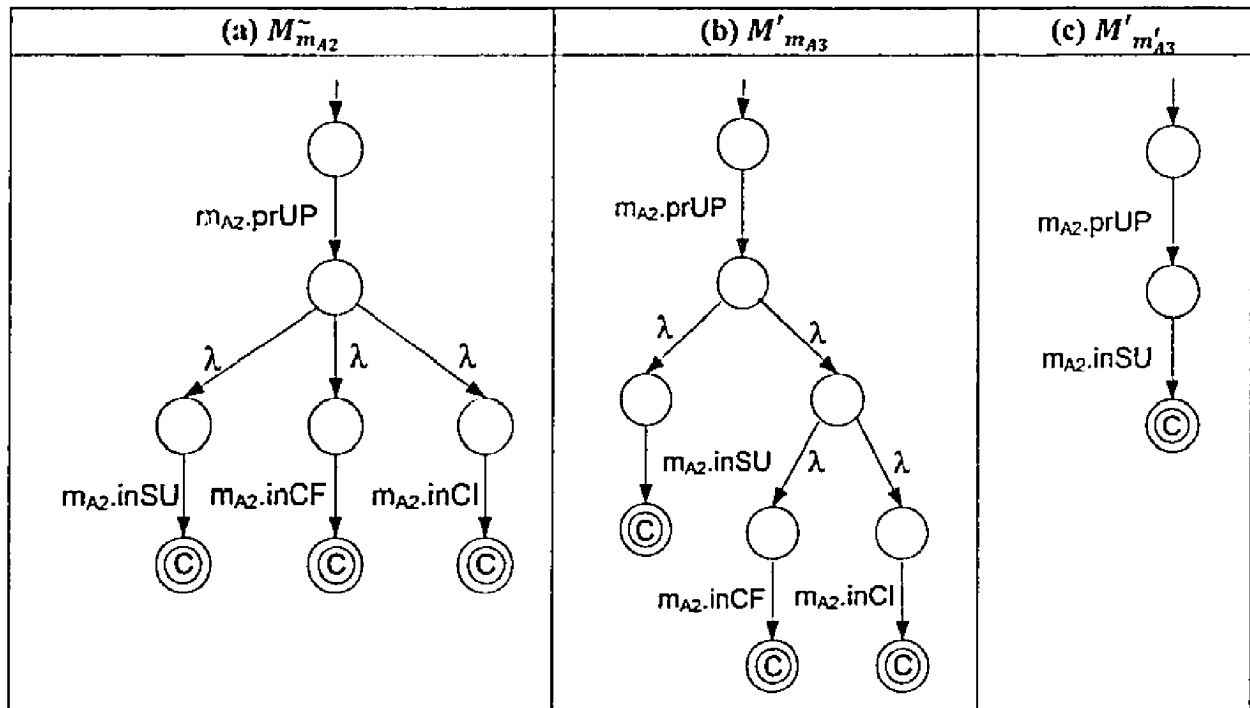 (a) M~mA2
(b) M'mA3
(c) M'm'A3
mA2.prUP
λ λ λ
mA2.inSU mA2.inCF mA2.inCI
C C C
mA2.prUP
λ λ
mA2.inSU
λ λ
C
mA2.inCF mA2.inCI
C C
mA2.prUP
mA2.inSU
C